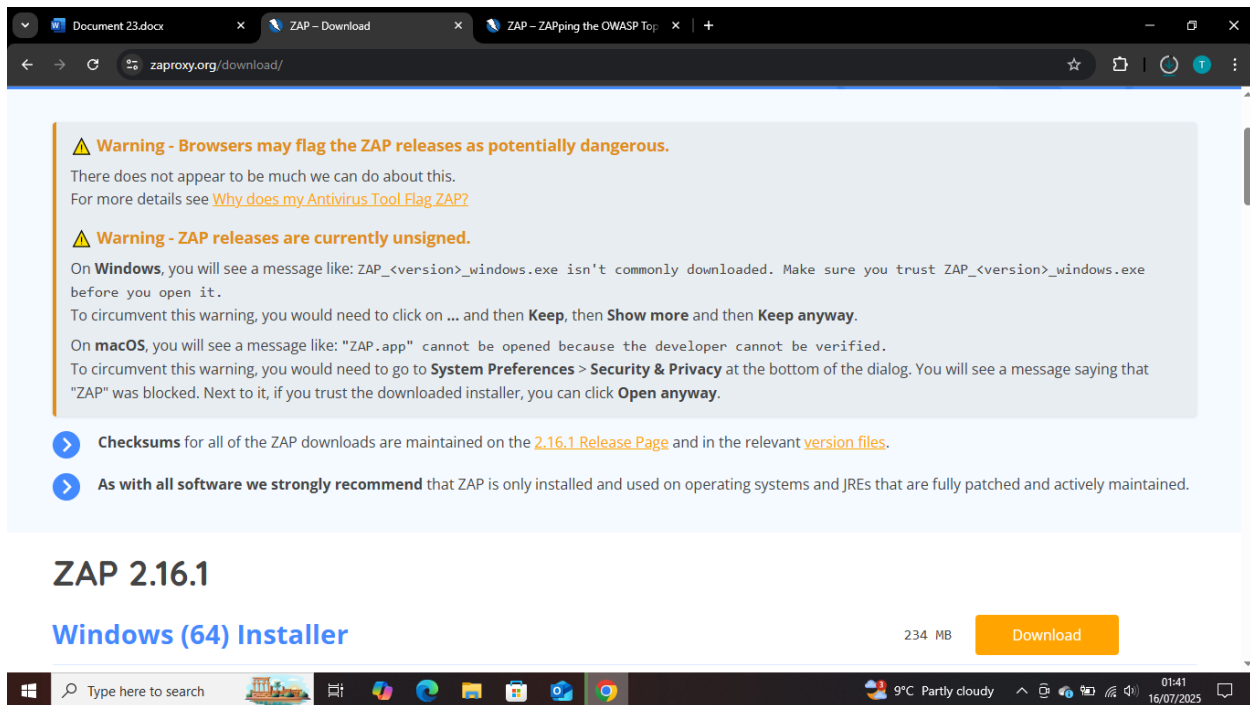 Document 23.docx
ZAP – Download
ZAP – ZAPping the OWASP Top
zaproxy.org/download/
T
Warning - Browsers may flag the ZAP releases as potentially dangerous.
There does not appear to be much we can do about this.
For more details see Why does my Antivirus Tool Flag ZAP?
Warning - ZAP releases are currently unsigned.
On Windows, you will see a message like: ZAP_<version>_windows.exe isn't commonly downloaded. Make sure you trust ZAP_<version>_windows.exe
before you open it.
To circumvent this warning, you would need to click on ... and then Keep, then Show more and then Keep anyway.
On macOS, you will see a message like: "ZAP.app" cannot be opened because the developer cannot be verified.
To circumvent this warning, you would need to go to System Preferences > Security & Privacy at the bottom of the dialog. You will see a message saying that
"ZAP" was blocked. Next to it, if you trust the downloaded installer, you can click Open anyway.
Checksums for all of the ZAP downloads are maintained on the 2.16.1 Release Page and in the relevant version files.
As with all software we strongly recommend that ZAP is only installed and used on operating systems and JREs that are fully patched and actively maintained.
ZAP 2.16.1
Windows (64) Installer 234 MB Download
Type here to search
3
9°C Partly cloudy
01:41
16/07/2025